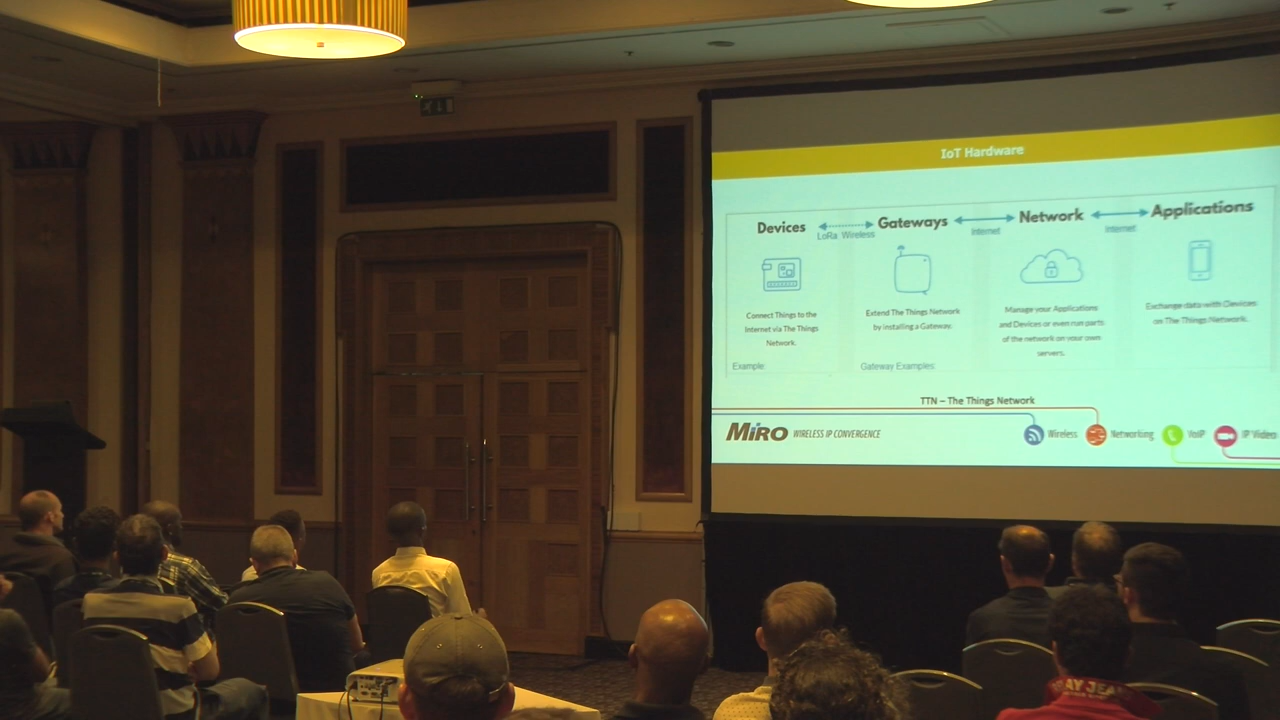 IoT Hardware
Devices
Gateways
Network
Applications
LoRa Wireless
Internet
Internet
Connect Things to the
Internet via The Things
Network.
Extend The Things Network
by installing a Gateway.
Manage your Applications
and Devices or even run parts
of the network on your own
servers.
Exchange data with Devices
on The Things Network.
Example:
Gateway Examples:
TTN – The Things Network
MiRO WIRELESS IP CONVERGENCE
Wireless
Networking
VoIP
IP Video
AY JEA